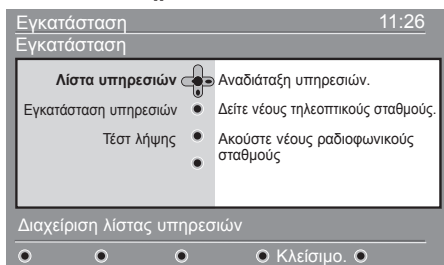 Εγκατάσταση 11:26
Εγκατάσταση
Λίστα υπηρεσιών Αναδιάταξη υπηρεσιών.
Εγκατάσταση υπηρεσιών Δείτε νέους τηλεοπτικούς σταθμούς.
Τέστ λήψης Ακούστε νέους ραδιοφωνικούς
σταθμούς
Διαχείριση λίστας υπηρεσιών
Κλείσιμο.